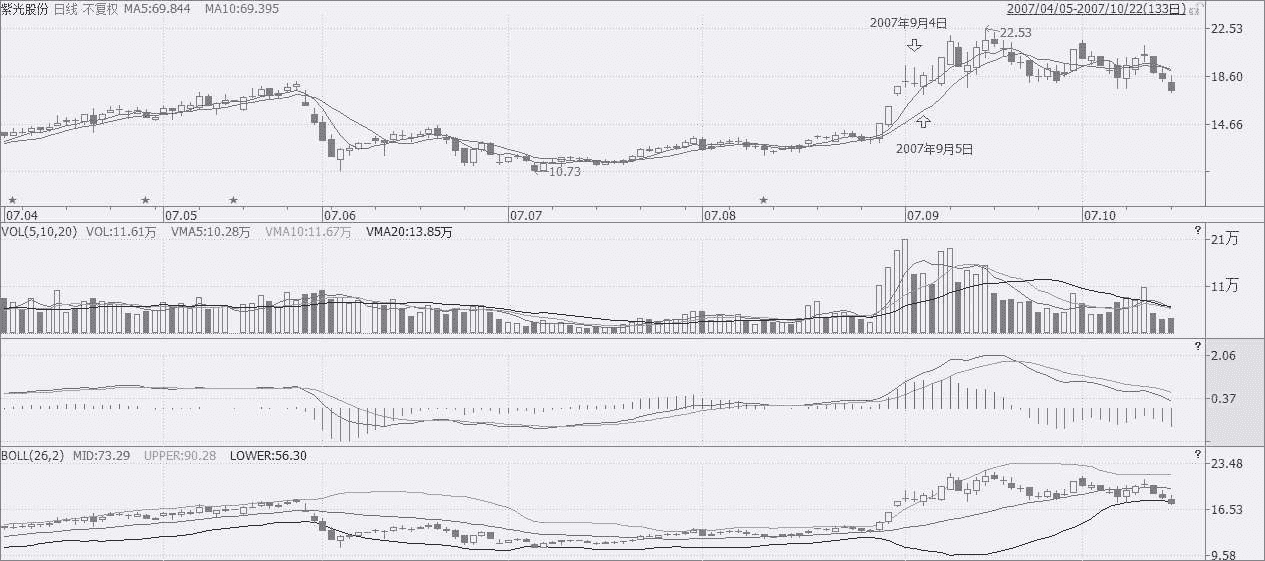 紫光股份 日线 不复权 MA5:69.844 MA10:69.395
2007/04/05-2007/10/22(133日)
2007年9月4日
22.53
22.53
18.60
14.66
2007年9月5日
10.73
07.04 07.05 07.06 07.07 07.08 07.09 07.10
VOL(5,10,20) VOL:11.61万 VMA5:10.28万 VMA10:11.67万 VMA20:13.85万
?
21万
11万
?
2.06
0.37
BOLL(26,2) MID:73.29 UPPER:90.28 LOWER:56.30
?
23.48
16.53
9.58